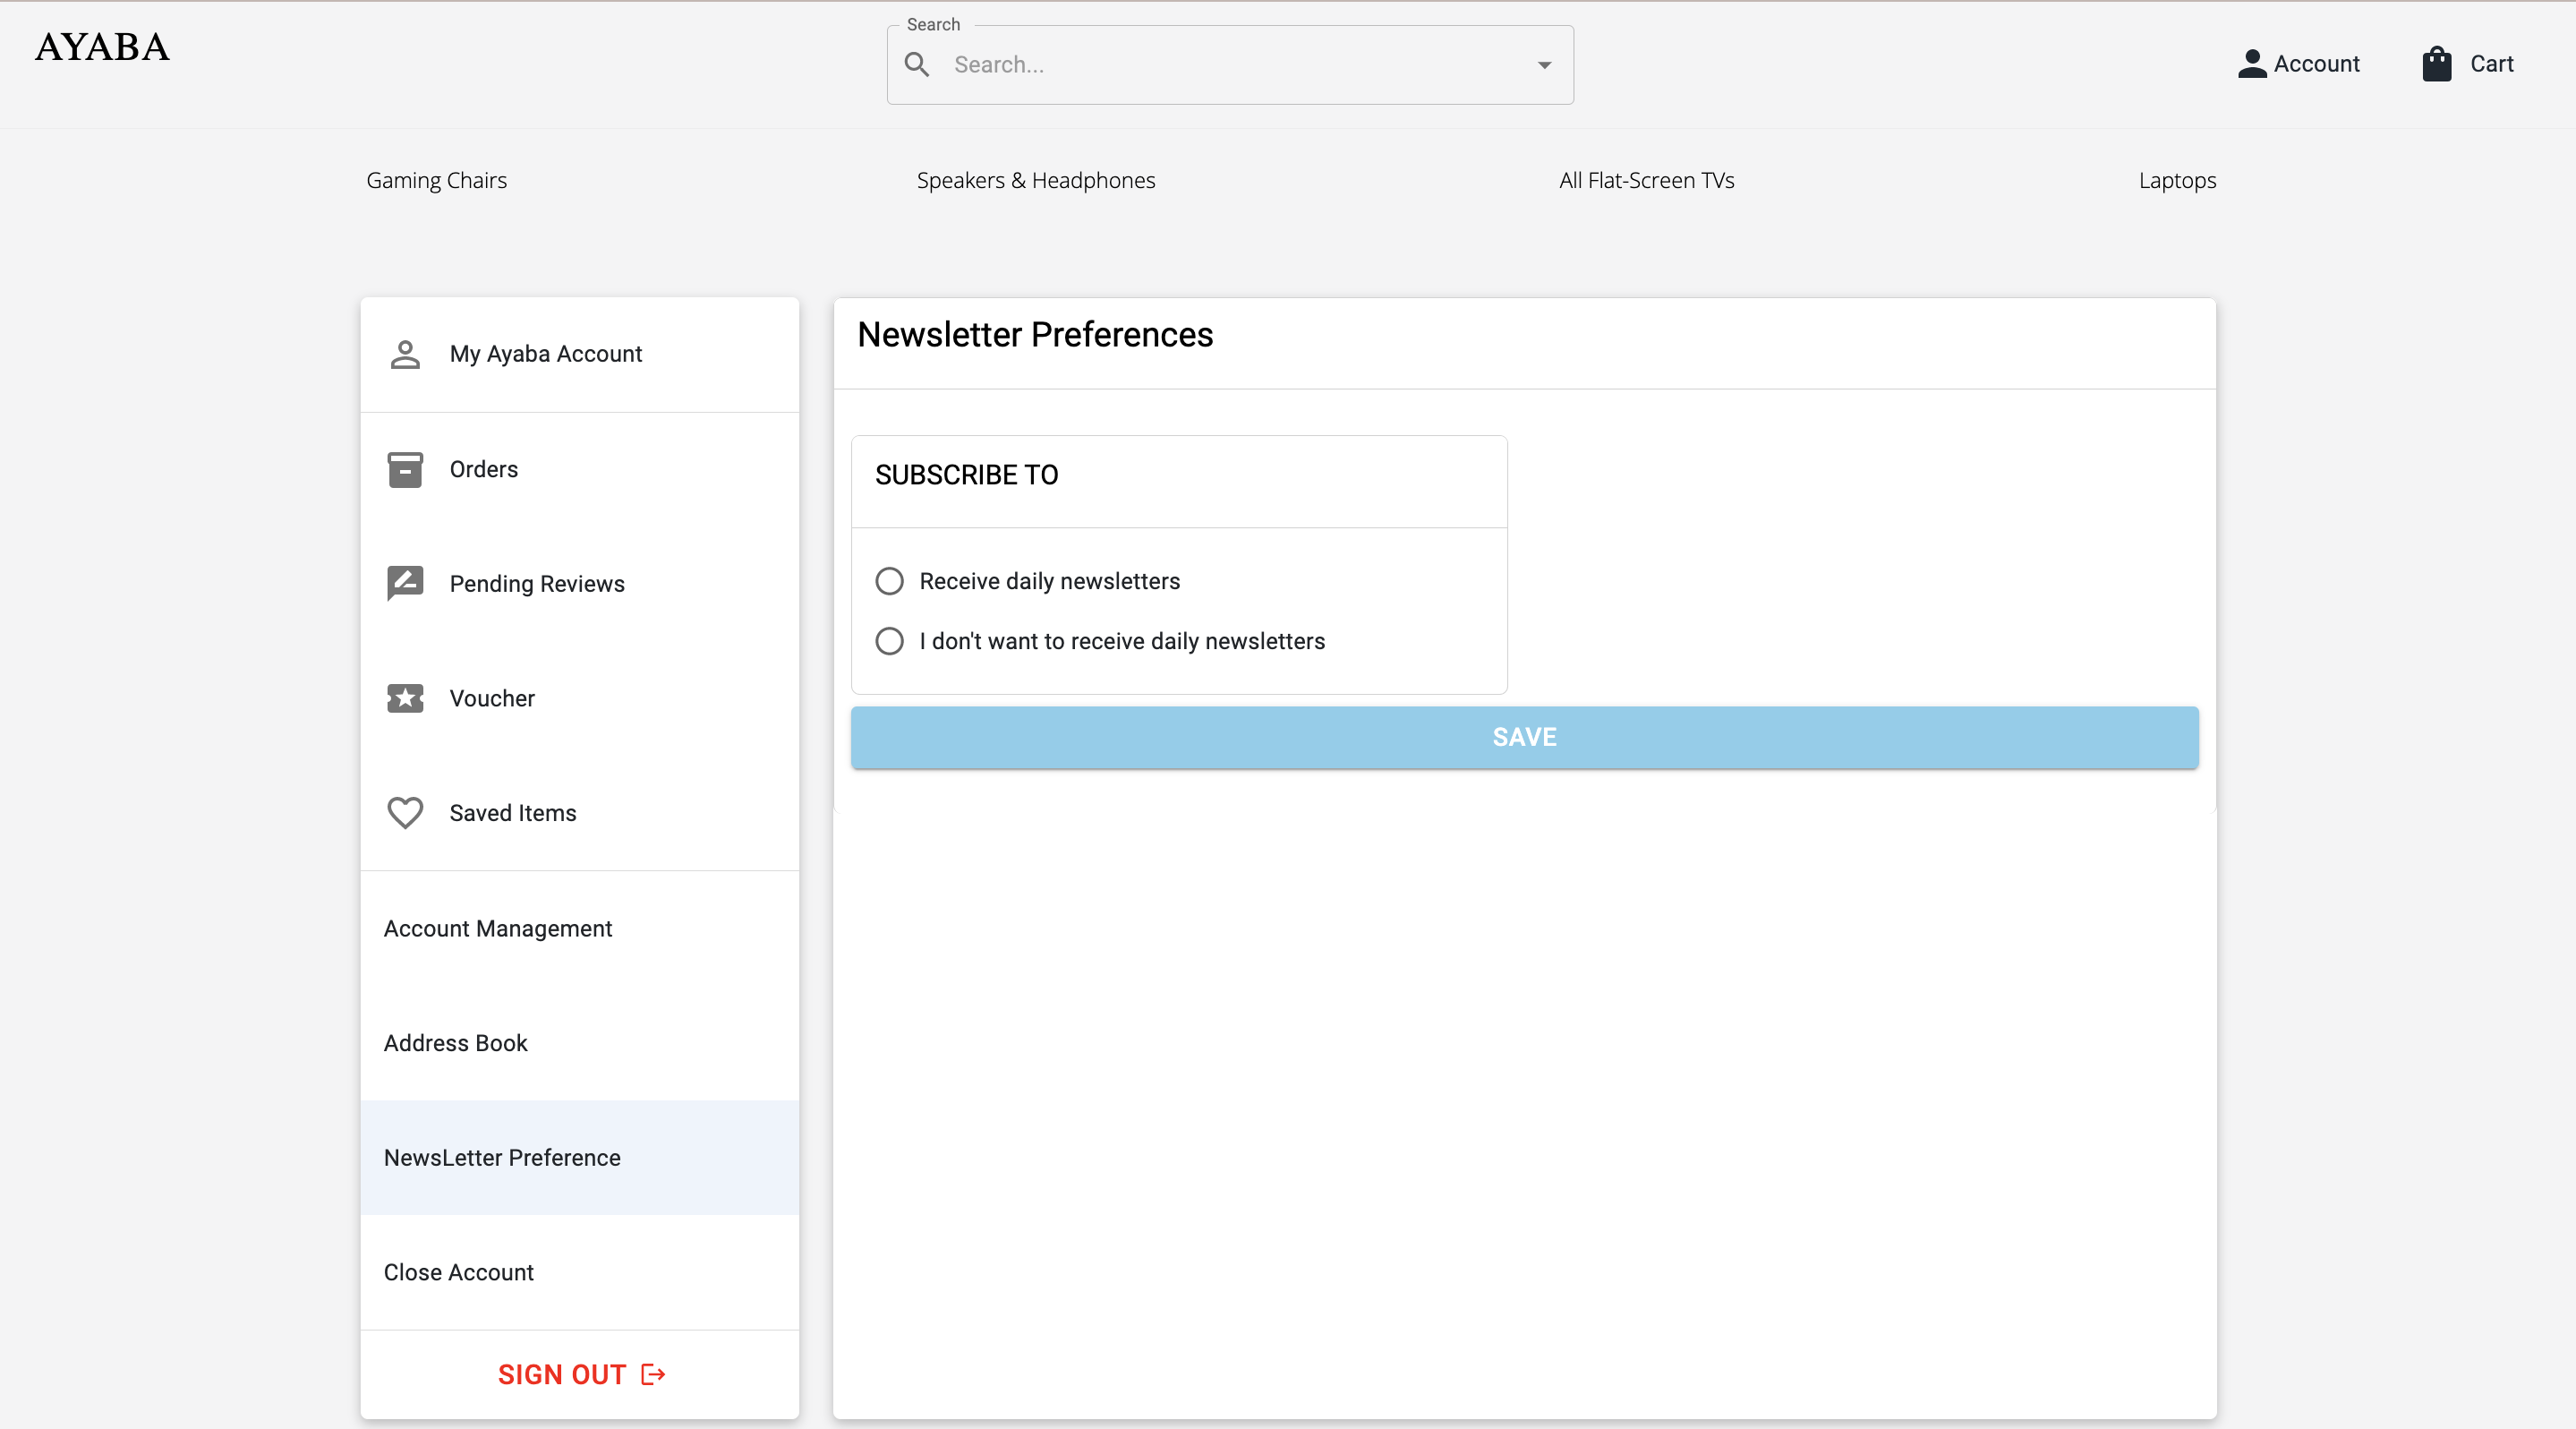 AYABA
Search
Search...
Account
Cart
Gaming Chairs
Speakers & Headphones
All Flat-Screen TVs
Laptops
My Ayaba Account
Orders
Pending Reviews
Voucher
Saved Items
Account Management
Address Book
NewsLetter Preference
Close Account
SIGN OUT
Newsletter Preferences
SUBSCRIBE TO
Receive daily newsletters
I don't want to receive daily newsletters
SAVE